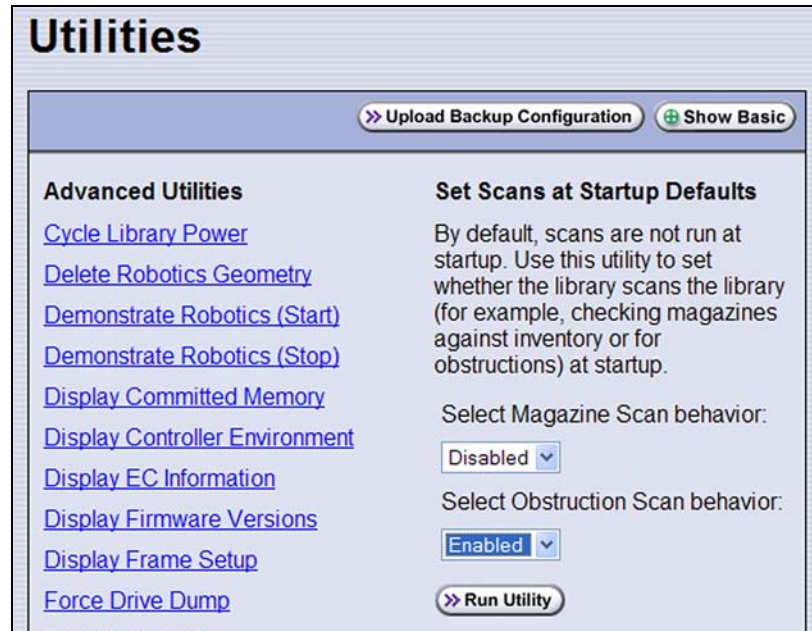 Utilities
Upload Backup Configuration
Show Basic
Advanced Utilities
Cycle Library Power
Delete Robotics Geometry
Demonstrate Robotics (Start)
Demonstrate Robotics (Stop)
Display Committed Memory
Display Controller Environment
Display EC Information
Display Firmware Versions
Display Frame Setup
Force Drive Dump
Set Scans at Startup Defaults
By default, scans are not run at
startup. Use this utility to set
whether the library scans the library
(for example, checking magazines
against inventory or for
obstructions) at startup.
Select Magazine Scan behavior:
Disabled
Select Obstruction Scan behavior:
Enabled
Run Utility